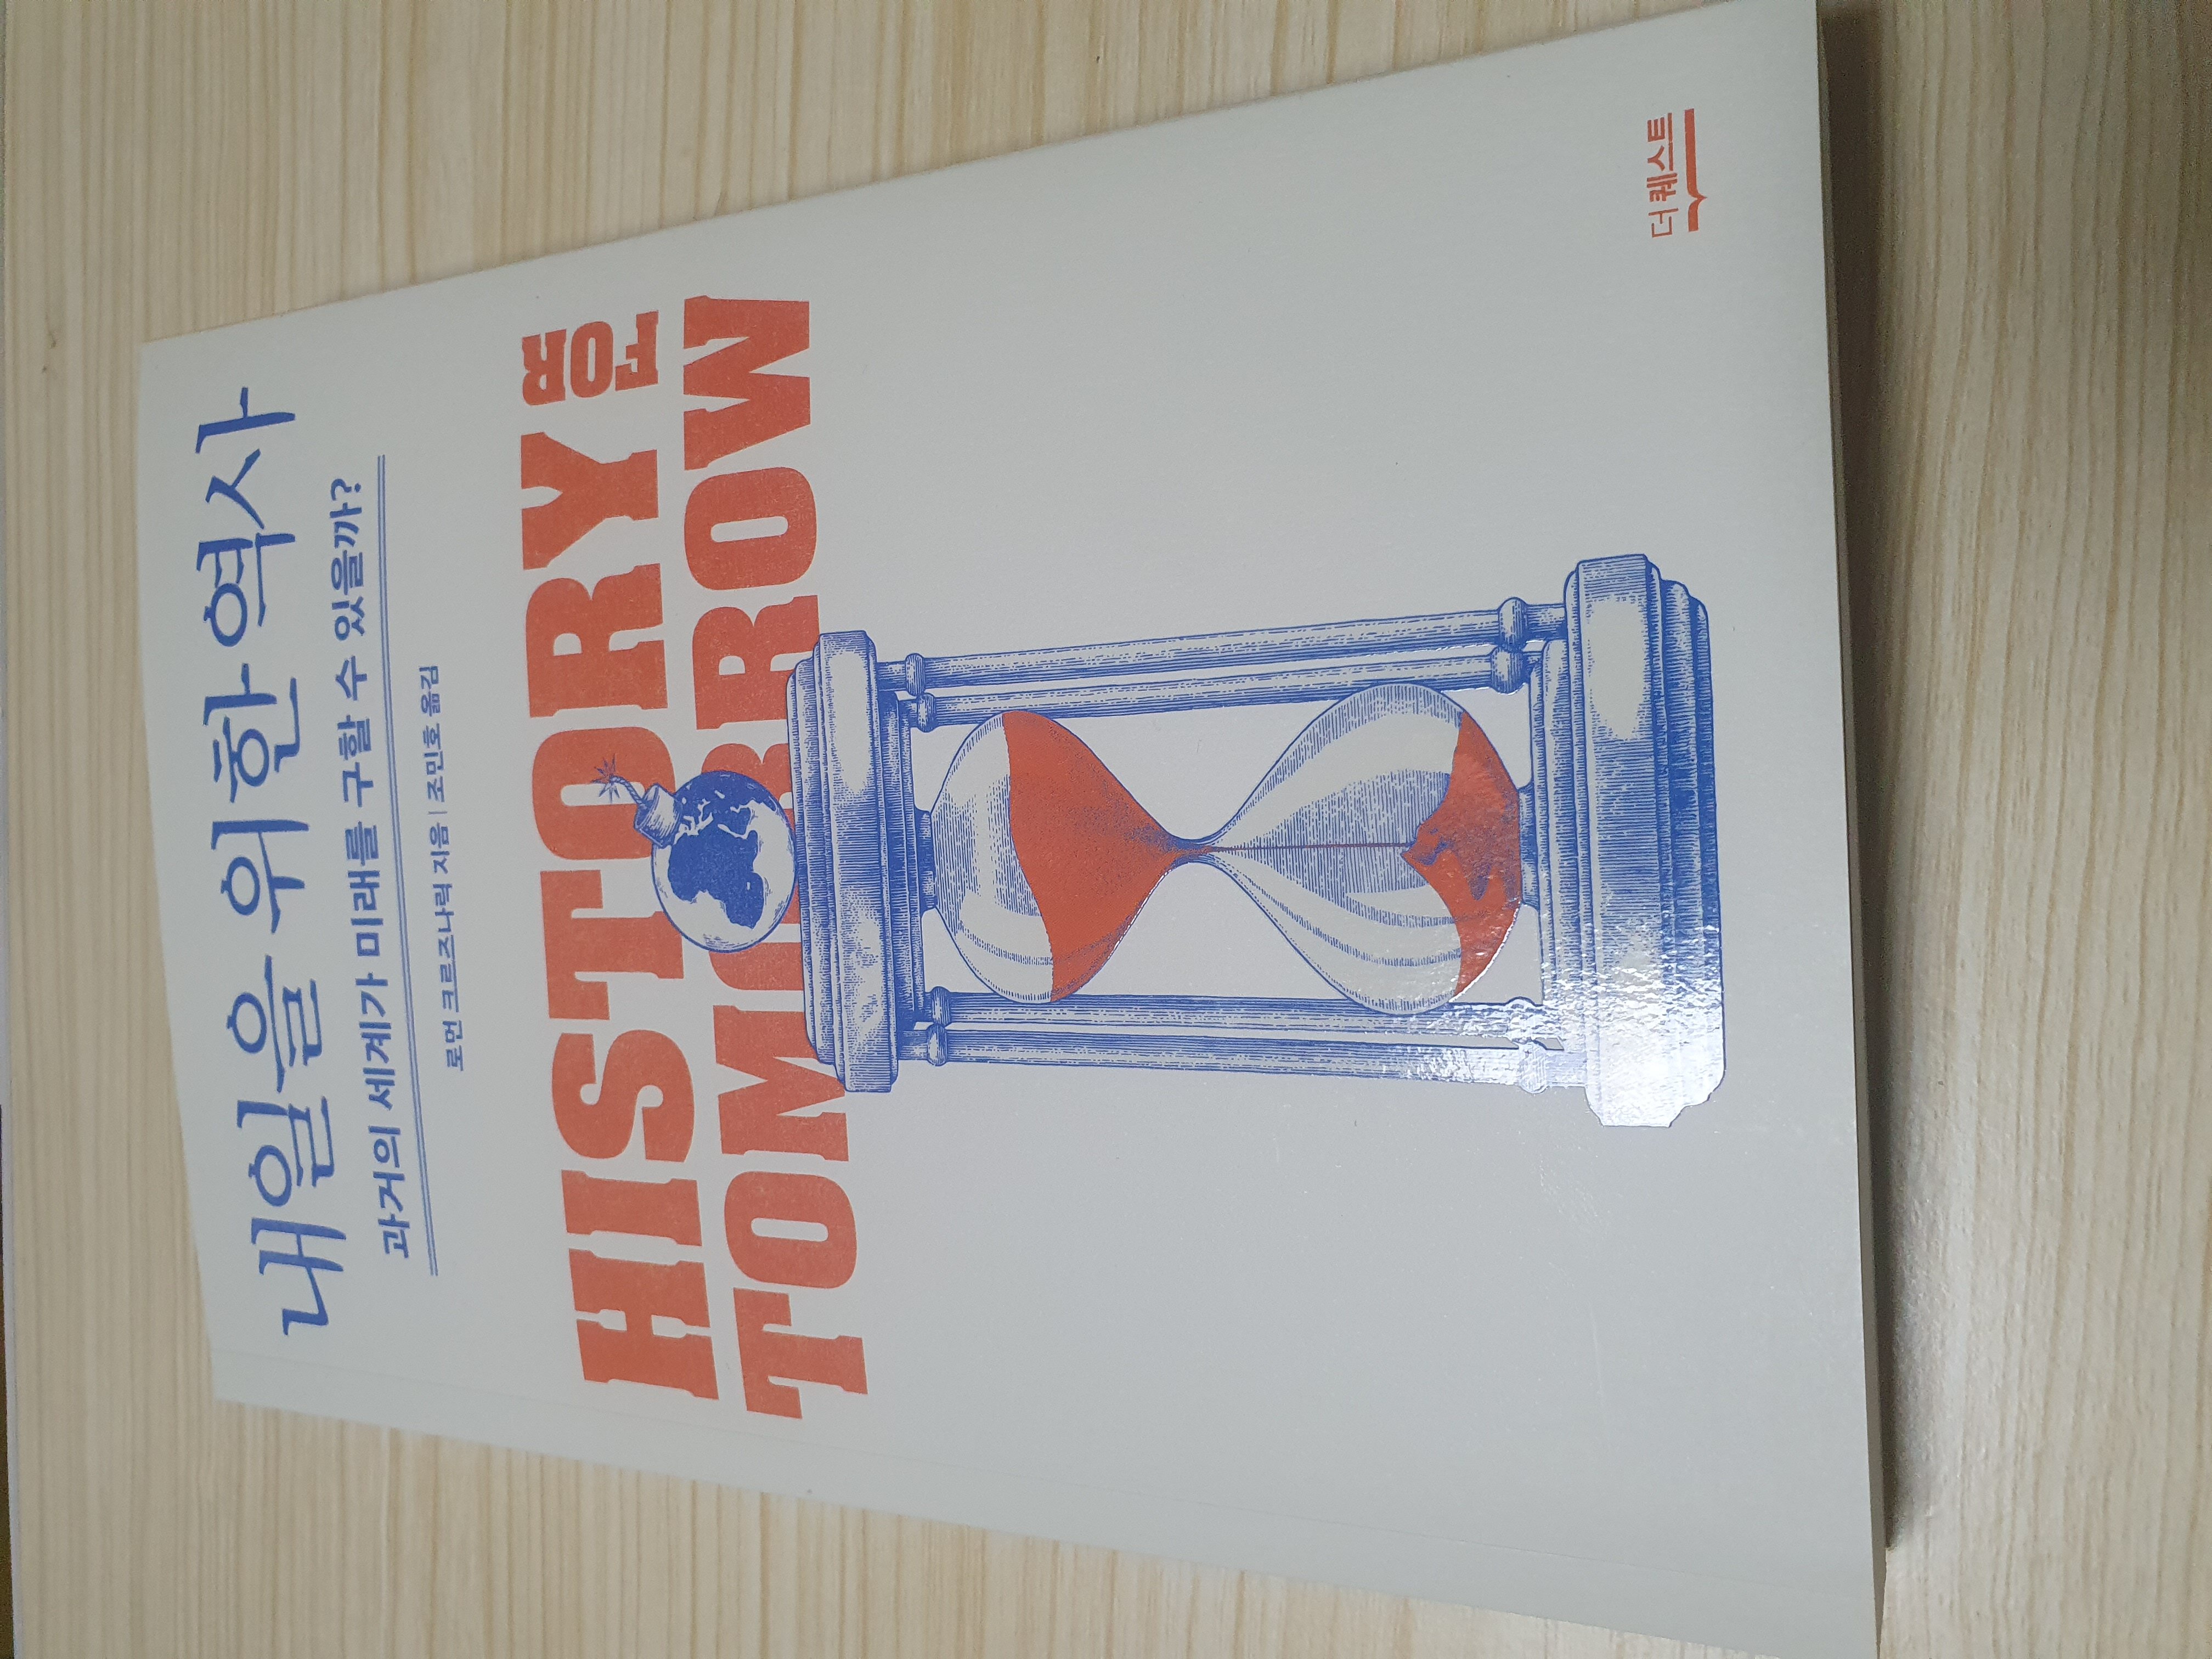 내일을 위한 역사
과거의 세계가 미래를 구할 수 있을까?
로먼 크르즈나릭 지음 | 조민호 옮김
HISTORY FOR
TOMORROW
더 퀘스트